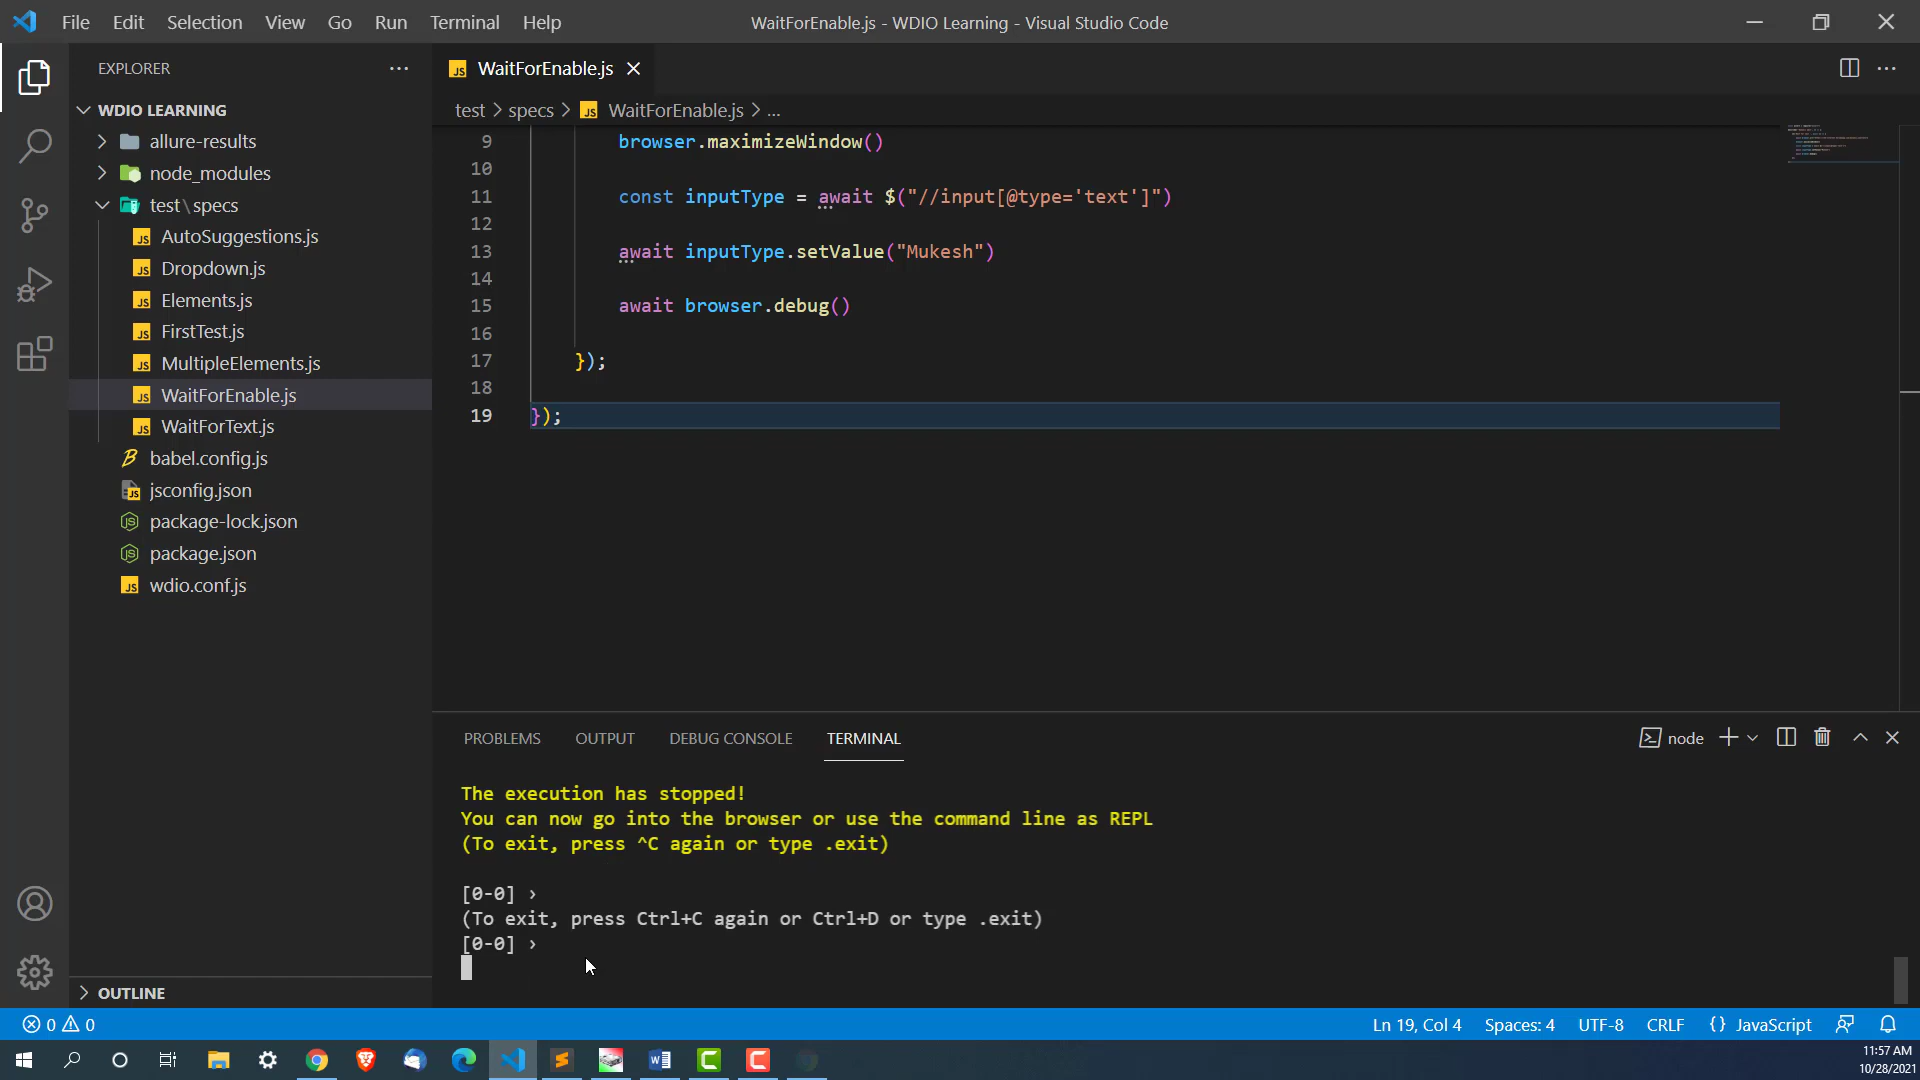 File Edit Selection View Go Run Terminal Help
WaitForEnable.js - WDIO Learning - Visual Studio Code
EXPLORER
WDIO LEARNING
allure-results
node_modules
test\specs
AutoSuggestions.js
Dropdown.js
Elements.js
FirstTest.js
MultipleElements.js
WaitForEnable.js
WaitForText.js
babel.config.js
jsconfig.json
package-lock.json
package.json
wdio.conf.js
OUTLINE
WaitForEnable.js
test > specs > WaitForEnable.js > ...
9 browser.maximizeWindow()
10
11 const inputType = await $("//input[@type='text']")
12
13 await inputType.setValue("Mukesh")
14
15 await browser.debug()
16
17 });
18
19 });
PROBLEMS OUTPUT DEBUG CONSOLE TERMINAL
node
The execution has stopped!
You can now go into the browser or use the command line as REPL
(To exit, press ^C again or type .exit)
[0-0] ›
(To exit, press Ctrl+C again or Ctrl+D or type .exit)
[0-0] ›
0 0
Ln 19, Col 4 Spaces: 4 UTF-8 CRLF {} JavaScript
11:57 AM
10/28/2021